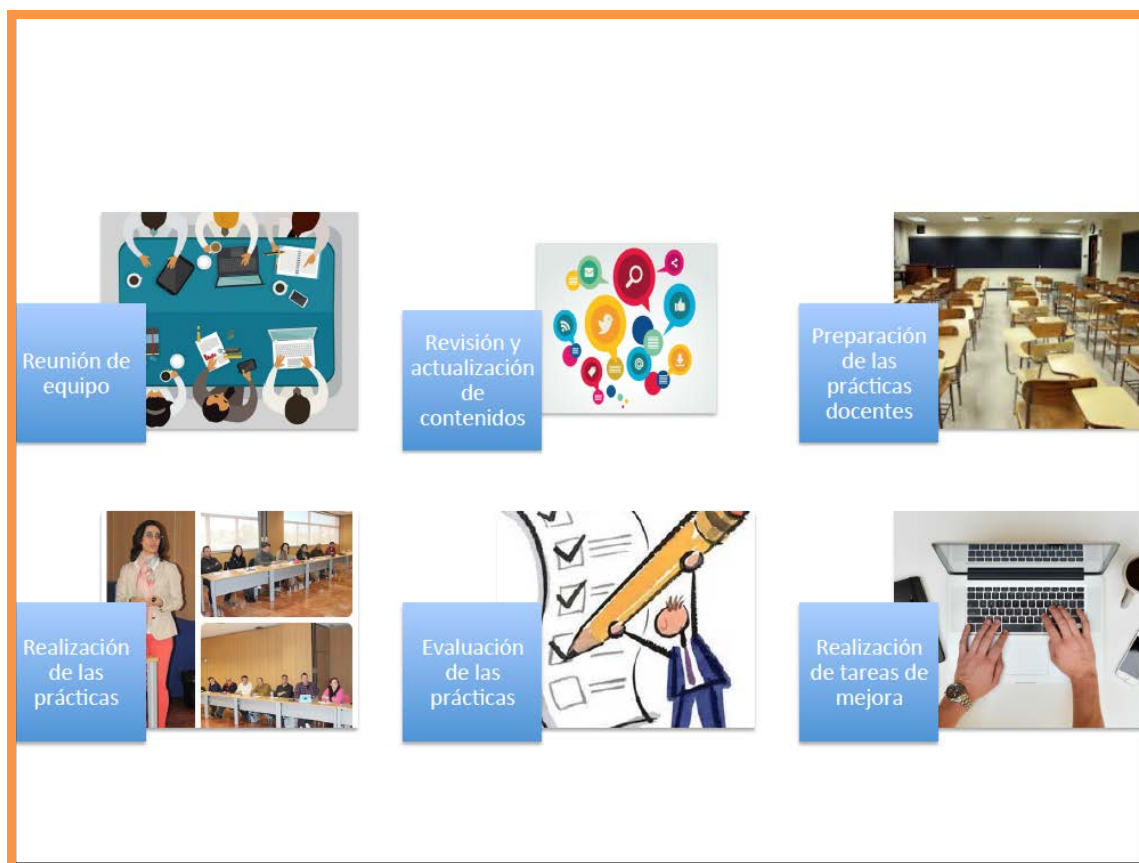 Reunión de
equipo
Revisión y
actualización
de
contenidos
Preparación
de las
prácticas
docentes
Realización
de las
prácticas
Evaluación
de las
prácticas
Realización
de tareas de
mejora